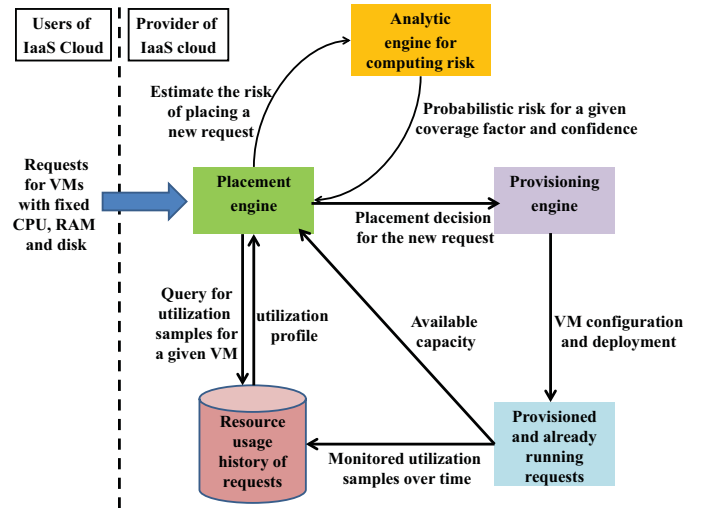 Users of
IaaS Cloud
Provider of
IaaS cloud
Analytic
engine for
computing risk
Estimate the risk
of placing a
new request
Probabilistic risk for a given
coverage factor and confidence
Requests
for VMs
with fixed
CPU, RAM
and disk
Placement
engine
Provisioning
engine
Placement decision
for the new request
Query for
utilization
samples for
a given VM
utilization
profile
Available
capacity
VM configuration
and deployment
Resource
usage
history of
requests
Provisioned
and already
running
requests
Monitored utilization
samples over time